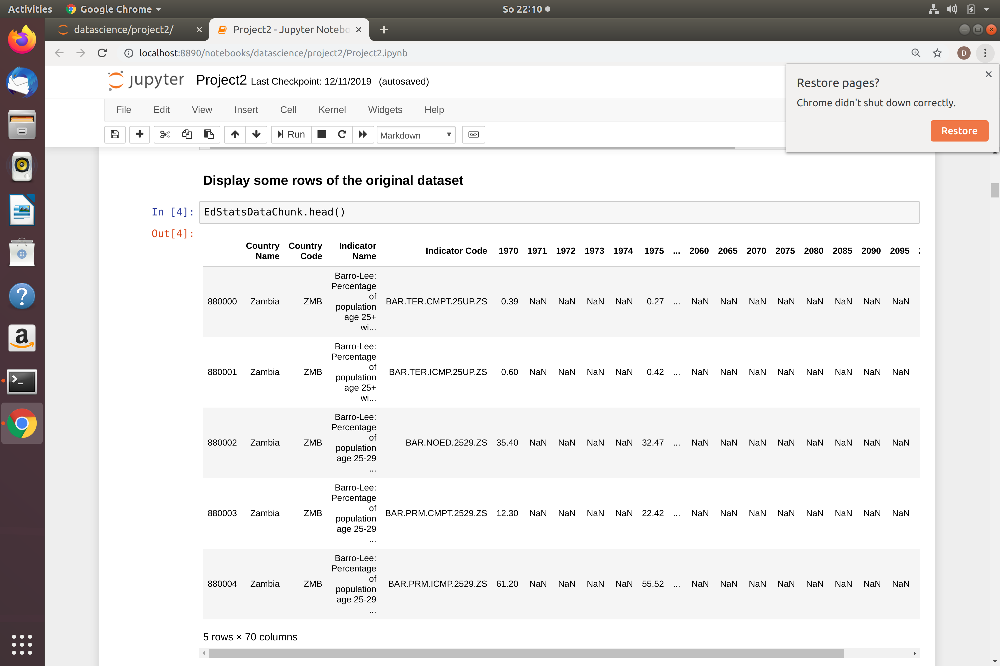 Activities Google Chrome So 22:10
datascience/project2/ Project2 - Jupyter Notebo
localhost:8890/notebooks/datascience/project2/Project2.ipynb D
jupyter Project2 Last Checkpoint: 12/11/2019 (autosaved)
Restore pages?
Chrome didn't shut down correctly.
Restore
File Edit View Insert Cell Kernel Widgets Help
Run Markdown
Display some rows of the original dataset
In [4]: EdStatsDataChunk.head()
Out[4]:
Country Name Country Code Indicator Name Indicator Code 1970 1971 1972 1973 1974 1975 ... 2060 2065 2070 2075 2080 2085 2090 2095
880000 Zambia ZMB Barro-Lee: Percentage of population age 25+ wi... BAR.TER.CMPT.25UP.ZS 0.39 NaN NaN NaN NaN 0.27 ... NaN NaN NaN NaN NaN NaN NaN NaN
880001 Zambia ZMB Barro-Lee: Percentage of population age 25+ wi... BAR.TER.ICMP.25UP.ZS 0.60 NaN NaN NaN NaN 0.42 ... NaN NaN NaN NaN NaN NaN NaN NaN
880002 Zambia ZMB Barro-Lee: Percentage of population age 25-29 ... BAR.NOED.2529.ZS 35.40 NaN NaN NaN NaN 32.47 ... NaN NaN NaN NaN NaN NaN NaN NaN
880003 Zambia ZMB Barro-Lee: Percentage of population age 25-29 ... BAR.PRM.CMPT.2529.ZS 12.30 NaN NaN NaN NaN 22.42 ... NaN NaN NaN NaN NaN NaN NaN NaN
880004 Zambia ZMB Barro-Lee: Percentage of population age 25-29 ... BAR.PRM.ICMP.2529.ZS 61.20 NaN NaN NaN NaN 55.52 ... NaN NaN NaN NaN NaN NaN NaN NaN
5 rows × 70 columns